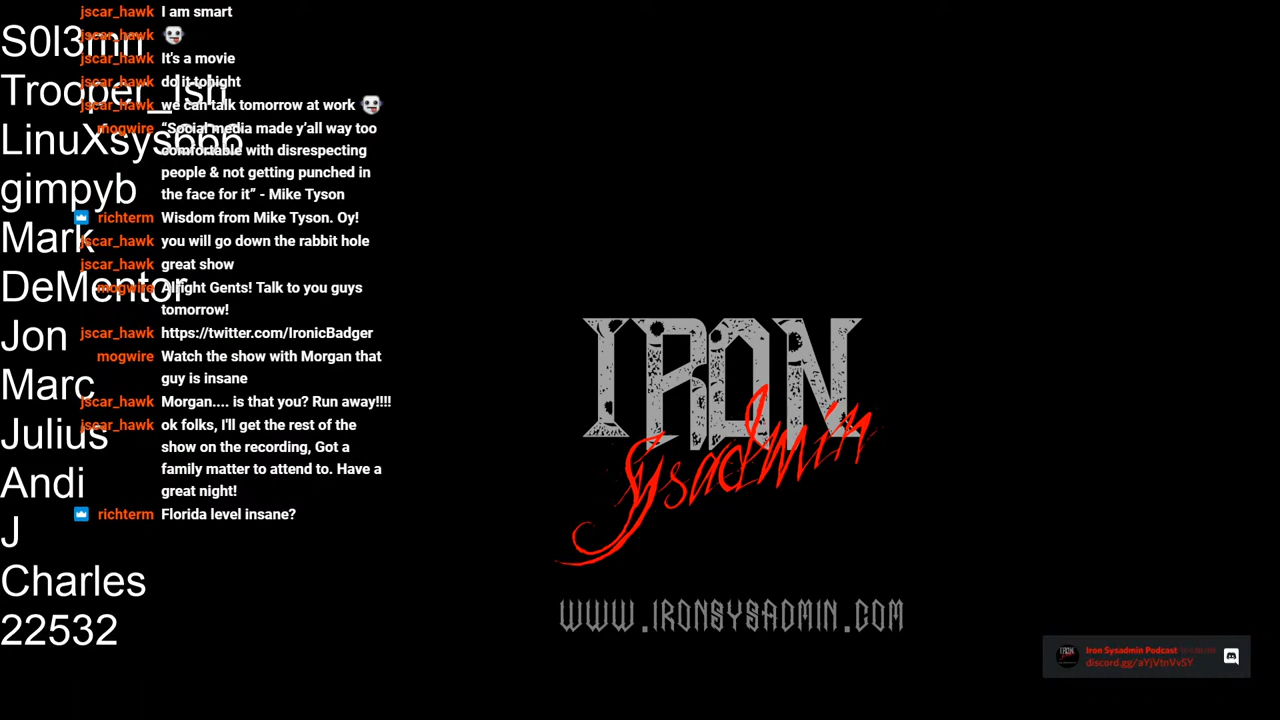 jscar_hawk I am smart
jscar_hawk
jscar_hawk It's a movie
jscar_hawk do it tonight
jscar_hawk we can talk tomorrow at work
mogwire “Social media made y’all way too
comfortable with disrespecting
people & not getting punched in
the face for it” - Mike Tyson
richterm Wisdom from Mike Tyson. Oy!
jscar_hawk you will go down the rabbit hole
jscar_hawk great show
mogwire Alright Gents! Talk to you guys
tomorrow!
jscar_hawk https://twitter.com/IronicBadger
mogwire Watch the show with Morgan that
guy is insane
jscar_hawk Morgan.... is that you? Run away!!!!
jscar_hawk ok folks, I'll get the rest of the
show on the recording, Got a
family matter to attend to. Have a
great night!
richterm Florida level insane?
S0l3mn
Trooper_Ish
LinuXsys666
gimpyb
Mark
DeMentor
Jon
Marc
Julius
Andi
J
Charles
22532
IRON
Sysadmin
WWW.IRONSYSADMIN.COM
Iron Sysadmin Podcast
discord.gg/aYjVtnVvSY